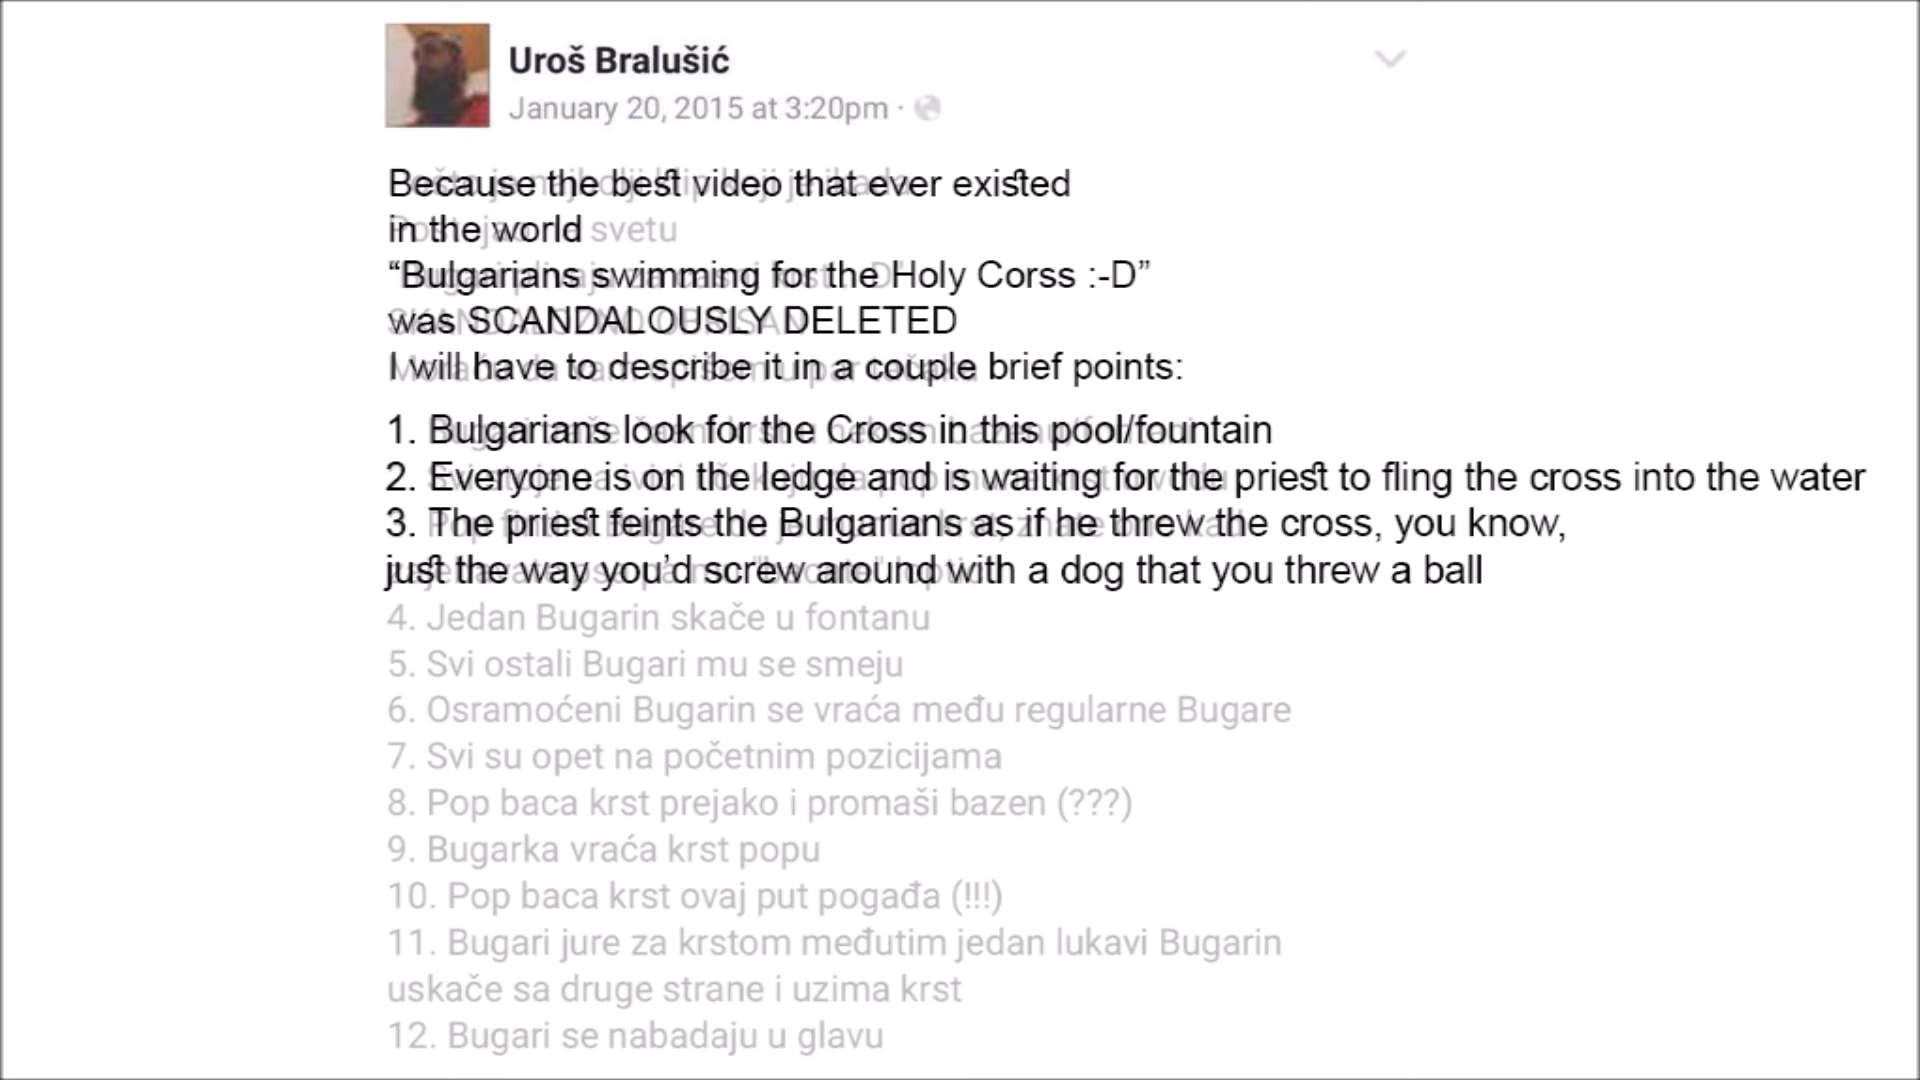 Uroš Bralušić
January 20, 2015 at 3:20pm ·
Because the best video that ever existed
in the world svetu
“Bulgarians swimming for the Holy Corss :-D”
was SCANDALOUSLY DELETED
I will have to describe it in a couple brief points:
1. Bulgarians look for the Cross in this pool/fountain
2. Everyone is on the ledge and is waiting for the priest to fling the cross into the water
3. The priest feints the Bulgarians as if he threw the cross, you know,
just the way you’d screw around with a dog that you threw a ball
4. Jedan Bugarin skače u fontanu
5. Svi ostali Bugari mu se smeju
6. Osramoćeni Bugarin se vraća među regularne Bugare
7. Svi su opet na početnim pozicijama
8. Pop baca krst prejako i promaši bazen (???)
9. Bugarka vraća krst popu
10. Pop baca krst ovaj put pogađa (!!!)
11. Bugari jure za krstom međutim jedan lukavi Bugarin
uskače sa druge strane i uzima krst
12. Bugari se nabadaju u glavu